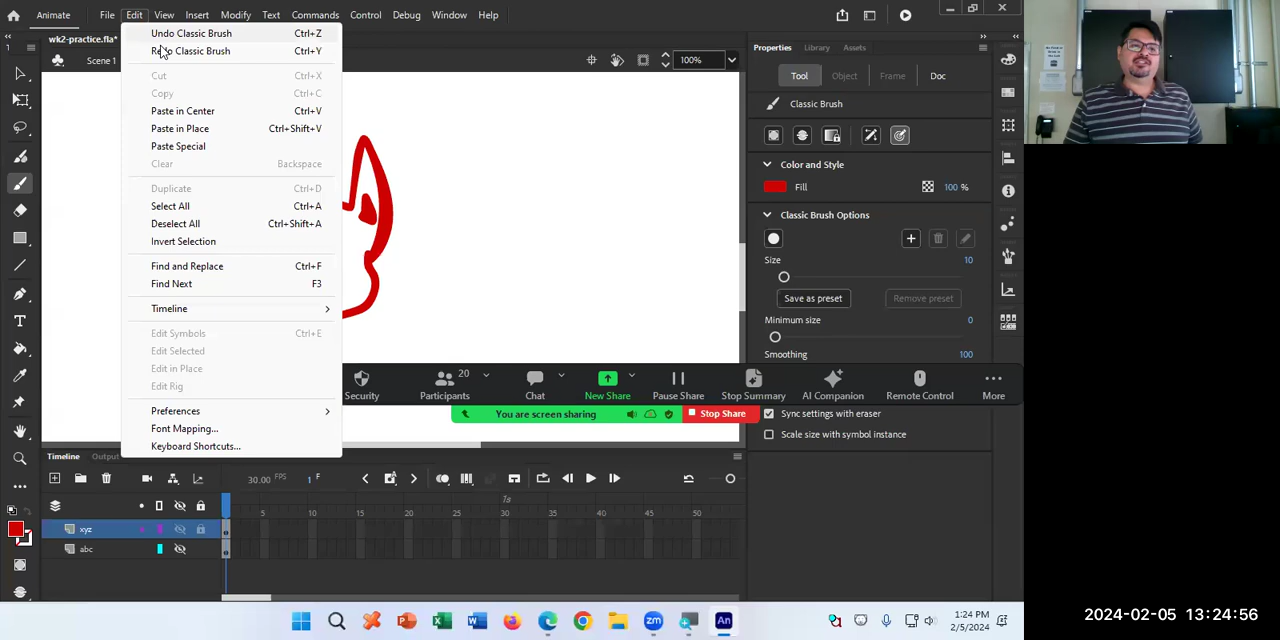 Animate File Edit View Insert Modify Text Commands Control Debug Window Help
wk2-practice.fla*
Scene 1 100%
Undo Classic Brush Ctrl+Z
Redo Classic Brush Ctrl+Y
Cut Ctrl+X
Copy Ctrl+C
Paste in Center Ctrl+V
Paste in Place Ctrl+Shift+V
Paste Special
Clear Backspace
Duplicate Ctrl+D
Select All Ctrl+A
Deselect All Ctrl+Shift+A
Invert Selection
Find and Replace Ctrl+F
Find Next F3
Timeline
Edit Symbols Ctrl+E
Edit Selected
Edit in Place
Edit Rig
Preferences
Font Mapping...
Keyboard Shortcuts...
Properties Library Assets
Tool Object Frame Doc
Classic Brush
Color and Style
Fill 100 %
Classic Brush Options
Size 10
Save as preset Remove preset
Minimum size 0
Smoothing 100
20
Security Participants Chat New Share Pause Share Stop Summary AI Companion Remote Control More
You are screen sharing Stop Share
Sync settings with eraser
Scale size with symbol instance
Timeline Output
30.00 FPS 1 F
1s
5 10 15 20 25 30 35 40 45 50
xyz
abc
1:24 PM
2/5/2024
2024-02-05 13:24:56